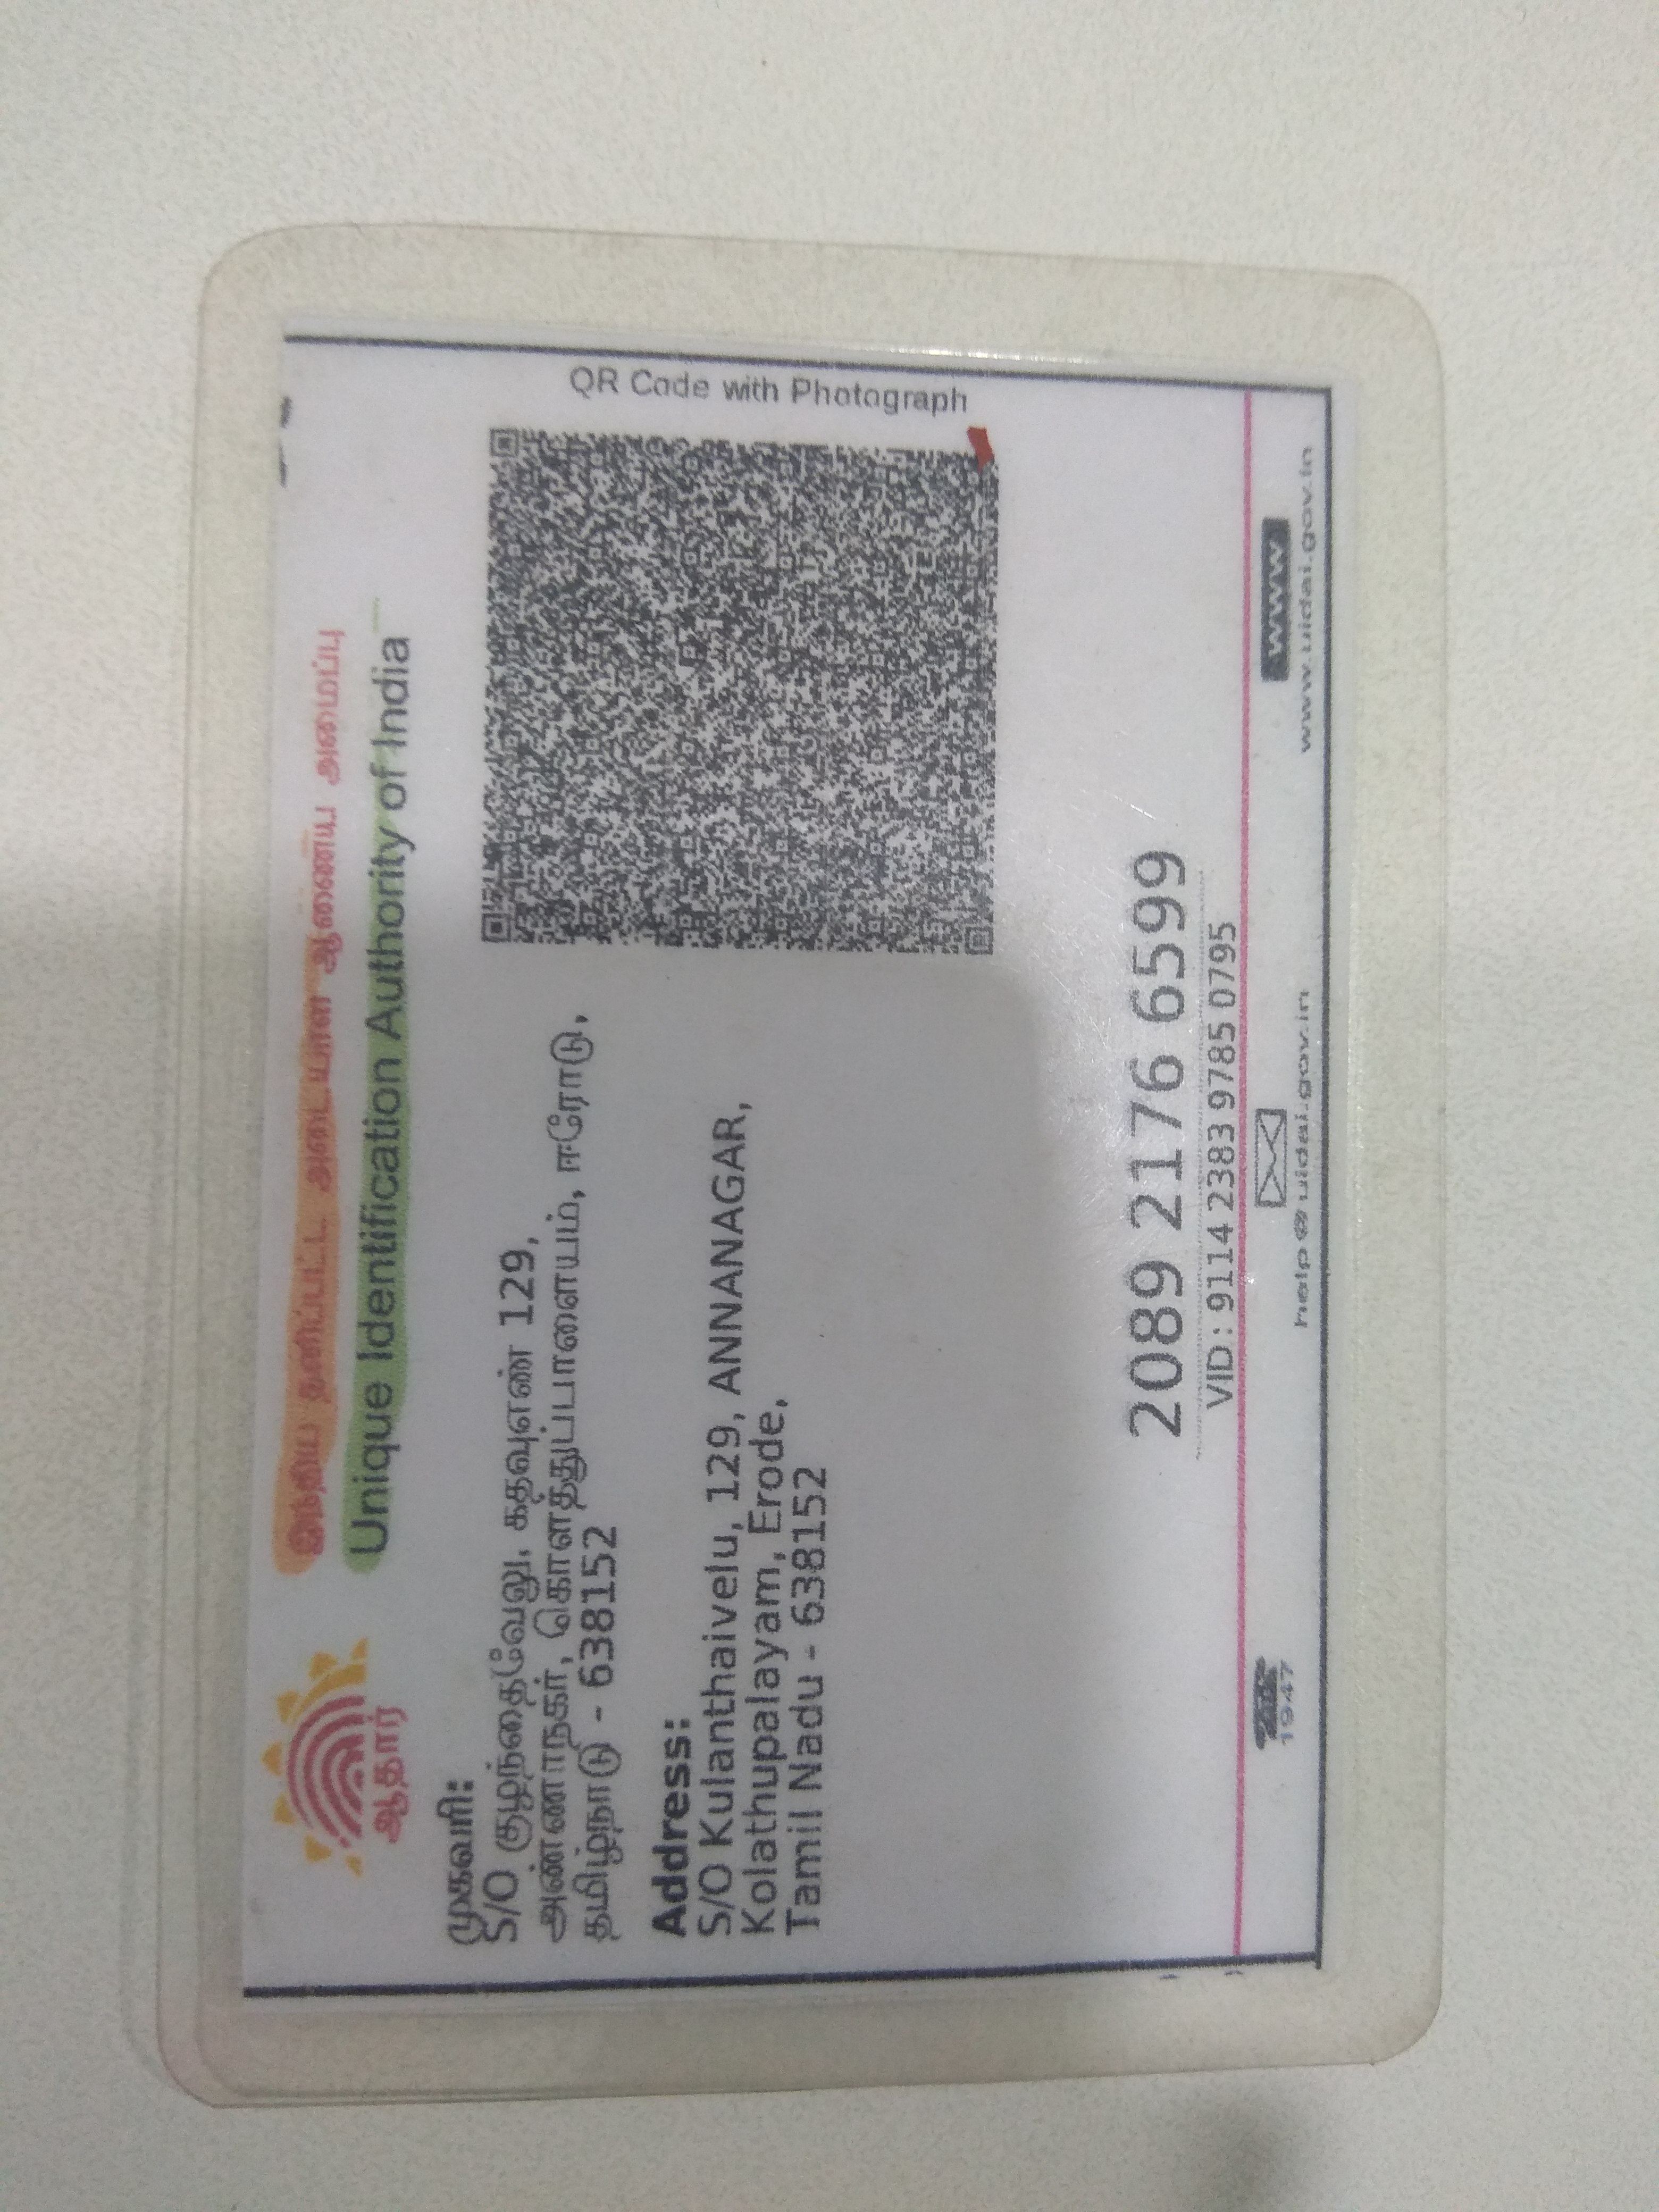 இந்திய தனிப்பட்ட அடையாள ஆணைய அமைப்பு
Unique Identification Authority of India
ஆதார்
முகவரி:
S/O குழந்தைவேலு, கதவுஎண் 129,
அண்ணாநகர், கொளத்துப்பாளையம், ஈரோடு,
தமிழ்நாடு - 638152
Address:
S/O Kulanthaivelu, 129, ANNANAGAR,
Kolathupalayam, Erode,
Tamil Nadu - 638152
QR Code with Photograph
2089 2176 6599
VID: 9114 2383 9785 0795
1947
help@uidai.gov.in
www
www.uidai.gov.in